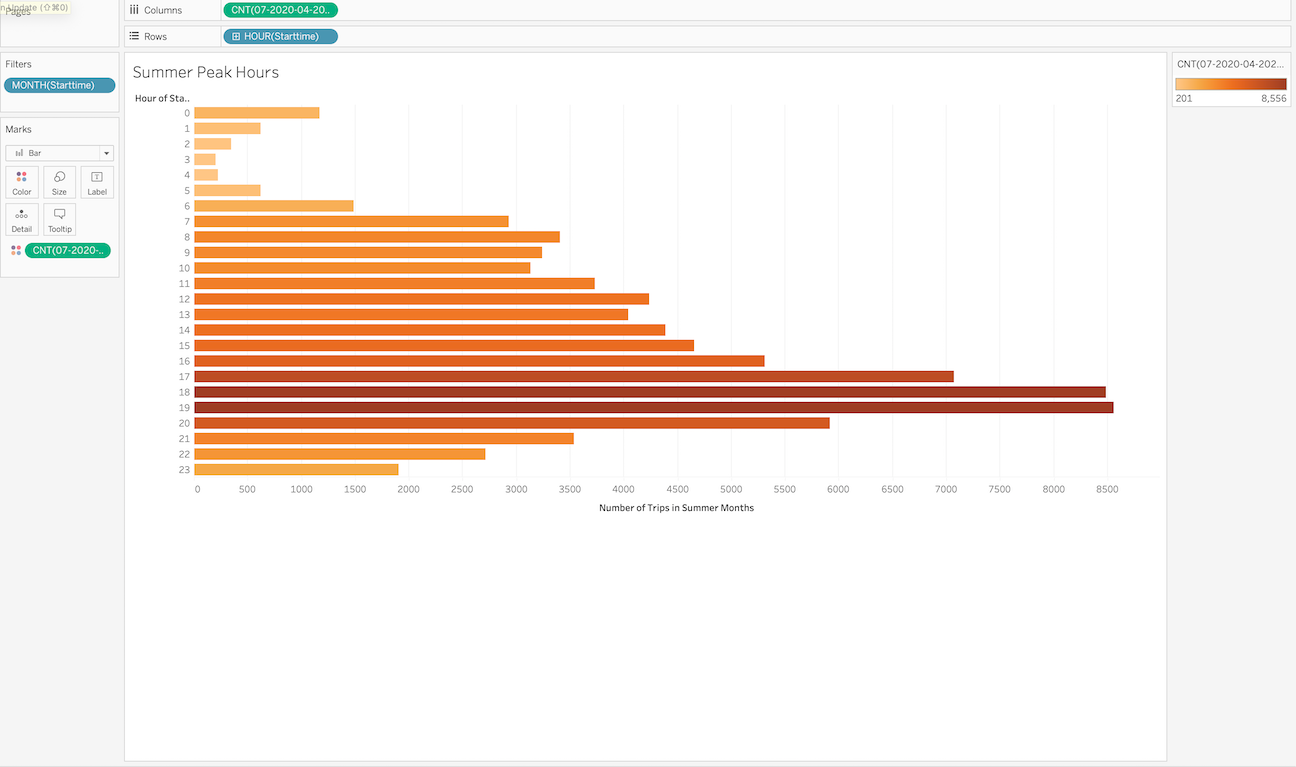 n Update (⇧⌘0)
Pages
Columns
CNT(07-2020-04-20..
Rows
HOUR(Starttime)
Filters
MONTH(Starttime)
Marks
Bar
Color
Size
Label
Detail
Tooltip
CNT(07-2020-..
Summer Peak Hours
Hour of Sta..
0
1
2
3
4
5
6
7
8
9
10
11
12
13
14
15
16
17
18
19
20
21
22
23
0 500 1000 1500 2000 2500 3000 3500 4000 4500 5000 5500 6000 6500 7000 7500 8000 8500
Number of Trips in Summer Months
CNT(07-2020-04-202...
201 8,556